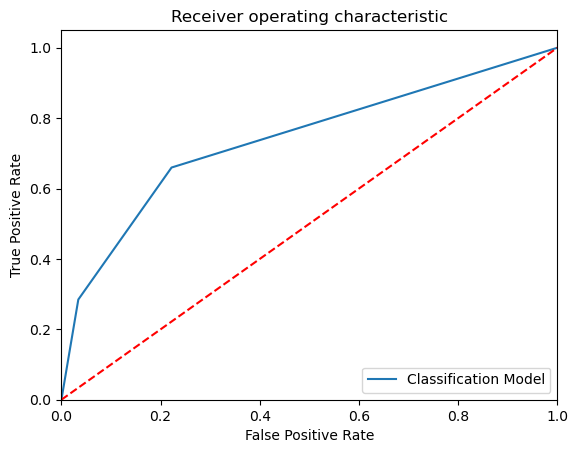 Receiver operating characteristic
True Positive Rate
1.0
0.8
0.6
0.4
0.2
0.0
Classification Model
0.0 0.2 0.4 0.6 0.8 1.0
False Positive Rate